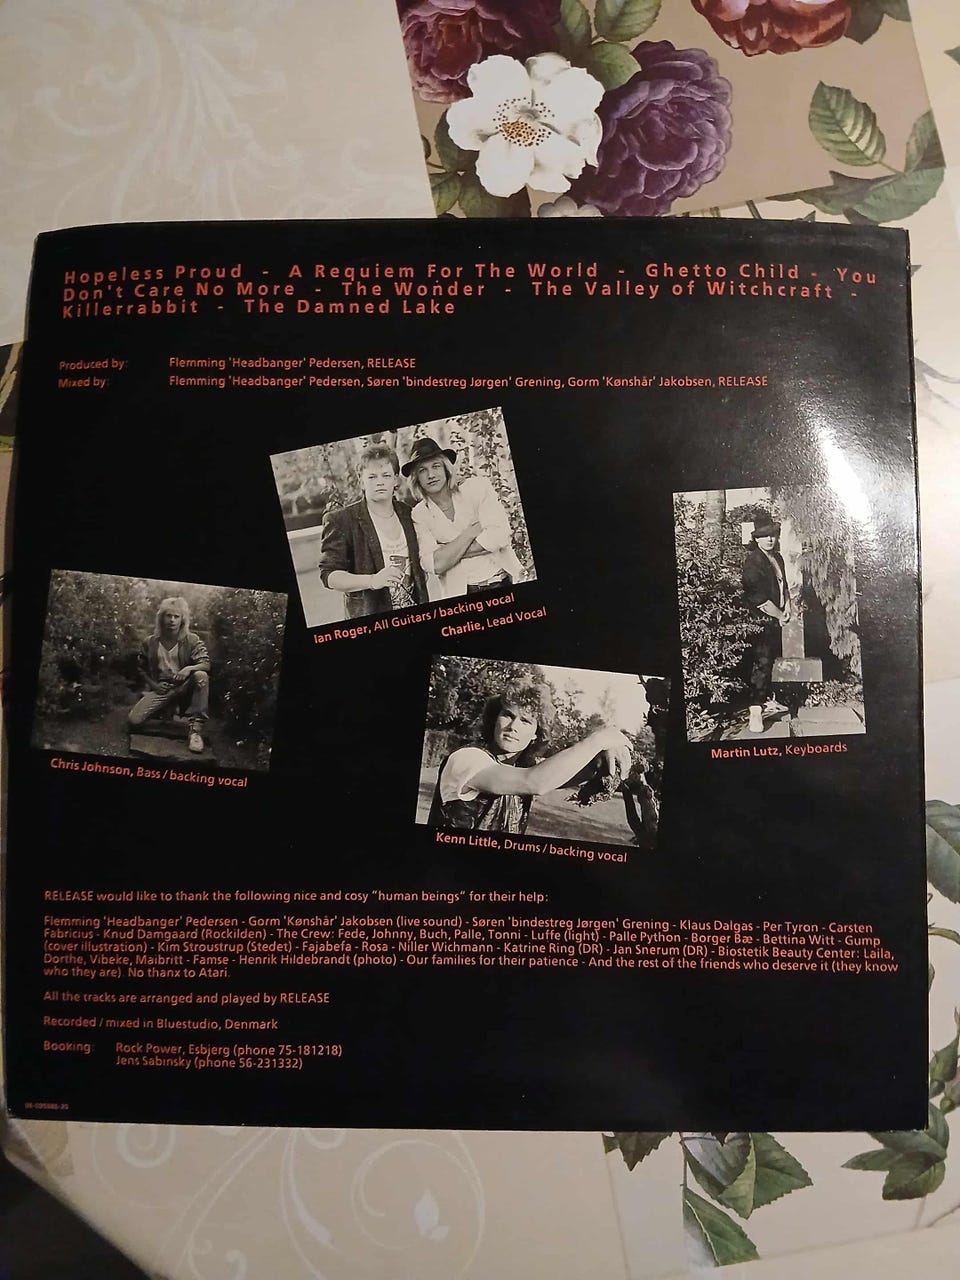 Hopeless Proud - A Requiem For The World - Ghetto Child - You
Don't Care No More - The Wonder - The Valley of Witchcraft -
Killerrabbit - The Damned Lake
Produced by: Flemming 'Headbanger' Pedersen, RELEASE
Mixed by: Flemming 'Headbanger' Pedersen, Søren 'bindestreg Jørgen' Grening, Gorm 'Kønshår' Jakobsen, RELEASE
Ian Roger, All Guitars / backing vocal
Charlie, Lead Vocal
Martin Lutz, Keyboards
Chris Johnson, Bass / backing vocal
Kenn Little, Drums / backing vocal
RELEASE would like to thank the following nice and cosy "human beings" for their help:
Flemming 'Headbanger' Pedersen - Gorm 'Kønshår' Jakobsen (live sound) - Søren 'bindestreg Jørgen' Grening - Klaus Dalgas - Per Tyron - Carsten
Fabricius - Knud Damgaard (Rockilden) - The Crew: Fede, Johnny, Buch, Palle, Tonni - Luffe (light) - Palle Python - Borger Bæ - Bettina Witt - Gump
(cover illustration) - Kim Stroustrup (Stedet) - Fajabefa - Rosa - Niller Wichmann - Katrine Ring (DR) - Jan Snerum (DR) - Biostetik Beauty Center: Laila,
Dorthe, Vibeke, Maibritt - Famse - Henrik Hildebrandt (photo) - Our families for their patience - And the rest of the friends who deserve it (they know
who they are). No thanx to Atari.
All the tracks are arranged and played by RELEASE
Recorded / mixed in Bluestudio, Denmark
Booking: Rock Power, Esbjerg (phone 75-181218)
Jens Sabinsky (phone 56-231332)